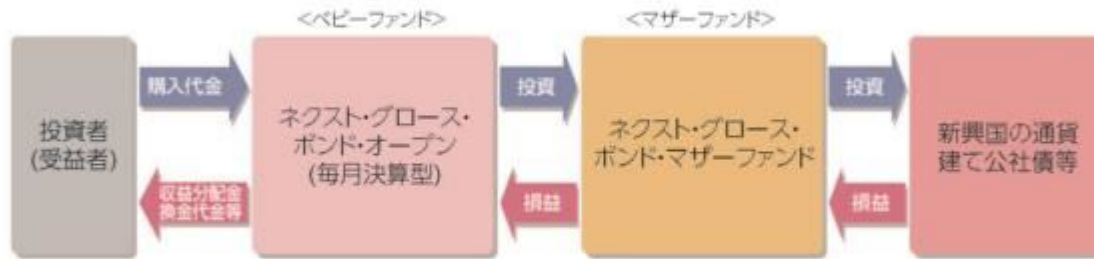 <ベビーファンド>
<マザーファンド>
投資者
(受益者)
購入代金
収益分配金
換金代金等
ネクスト・グロース・
ボンド・オープン
(毎月決算型)
投資
損益
ネクスト・グロース・
ボンド・マザーファンド
投資
損益
新興国の通貨
建て公社債等